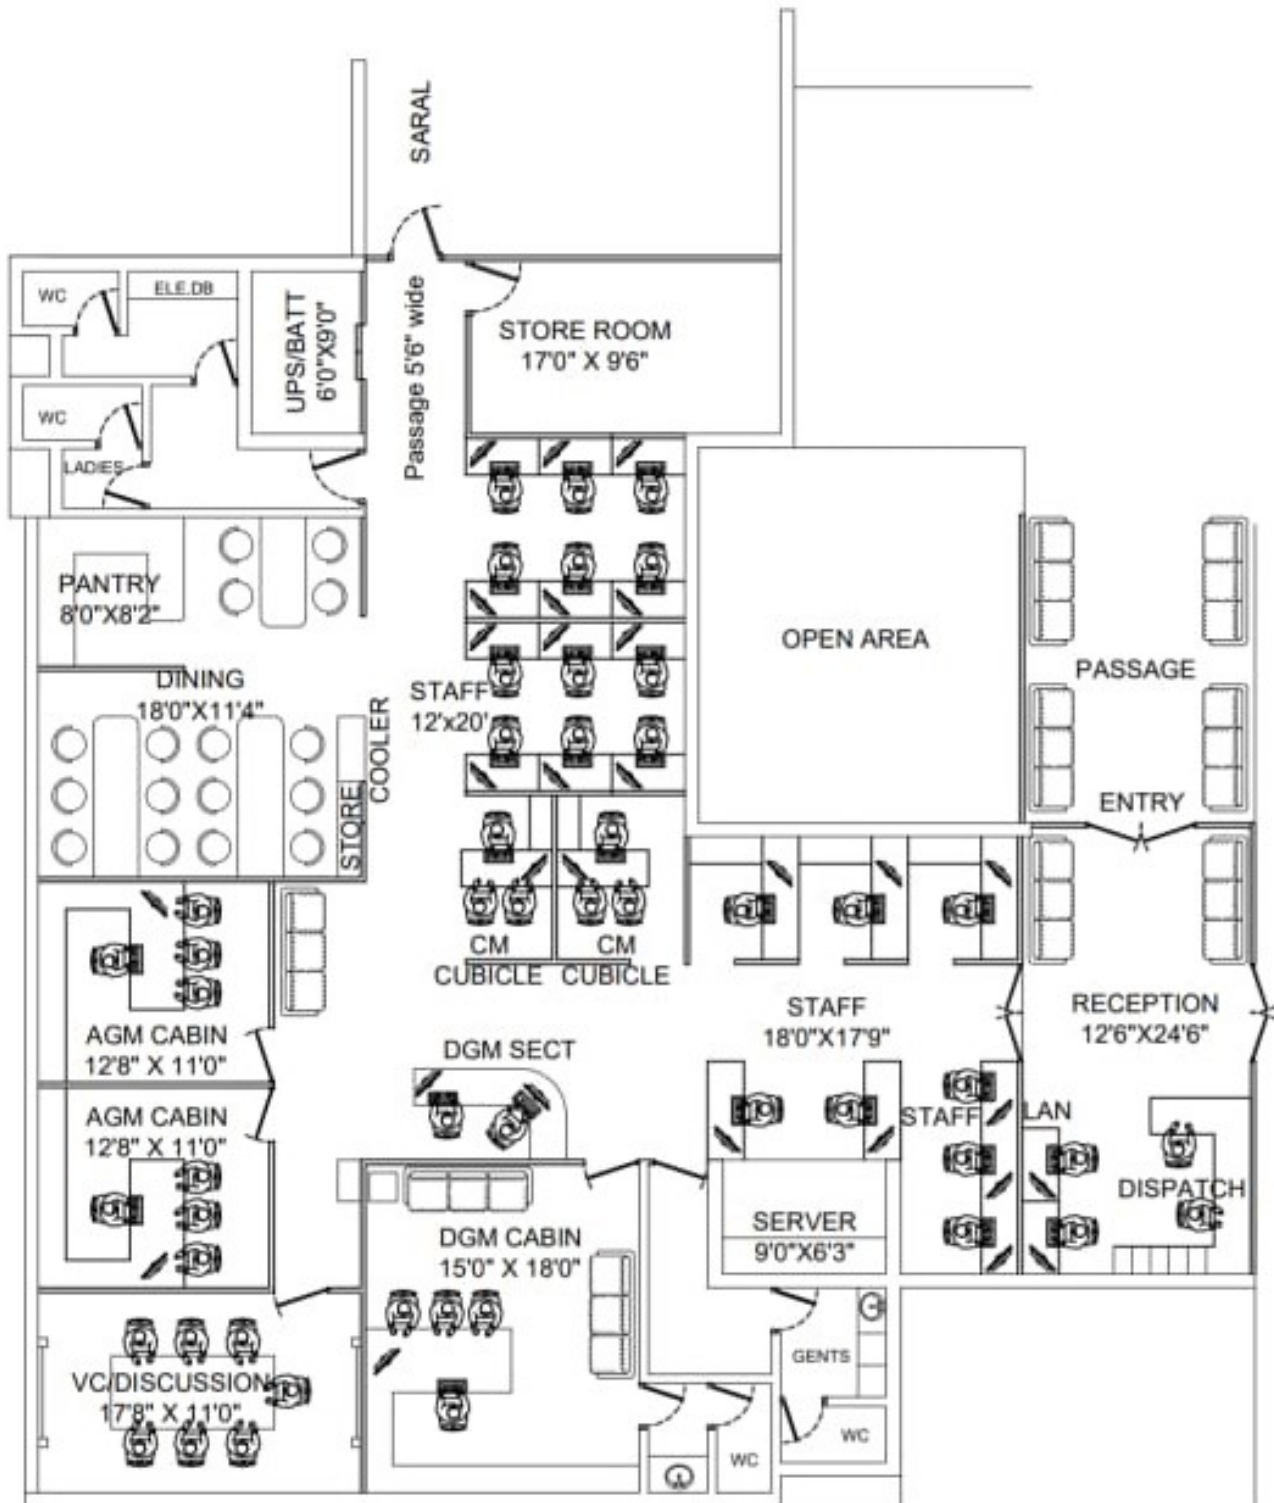 SARAL
WC
ELE.DB
UPS/BATT
6'0"X9'0"
Passage 5'6" wide
STORE ROOM
17'0" X 9'6"
WC
LADIES
PANTRY
8'0"X8'2"
OPEN AREA
PASSAGE
DINING
18'0"X11'4"
STAFF
12'x20'
COOLER
STORE
ENTRY
CM
CUBICLE
CM
CUBICLE
AGM CABIN
12'8" X 11'0"
STAFF
18'0"X17'9"
RECEPTION
12'6"X24'6"
DGM SECT
AGM CABIN
12'8" X 11'0"
STAFF
LAN
DISPATCH
DGM CABIN
15'0" X 18'0"
SERVER
9'0"X6'3"
GENTS
VC/DISCUSSION
17'8" X 11'0"
WC
WC